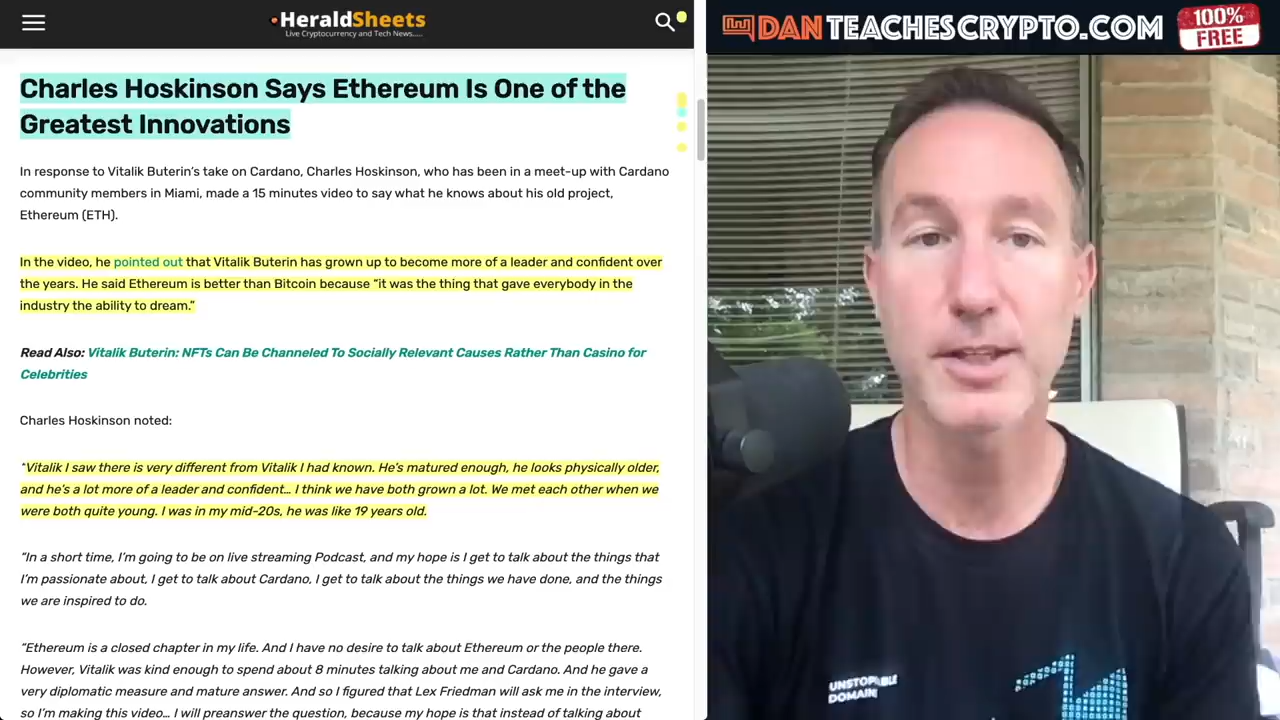 HeraldSheets
Live Cryptocurrency and Tech News.....
DAN TEACHESCRYPTO.COM
100%
FREE
Charles Hoskinson Says Ethereum Is One of the
Greatest Innovations
In response to Vitalik Buterin's take on Cardano, Charles Hoskinson, who has been in a meet-up with Cardano
community members in Miami, made a 15 minutes video to say what he knows about his old project,
Ethereum (ETH).
In the video, he pointed out that Vitalik Buterin has grown up to become more of a leader and confident over
the years. He said Ethereum is better than Bitcoin because “it was the thing that gave everybody in the
industry the ability to dream.”
Read Also: Vitalik Buterin: NFTs Can Be Channeled To Socially Relevant Causes Rather Than Casino for
Celebrities
Charles Hoskinson noted:
“Vitalik I saw there is very different from Vitalik I had known. He’s matured enough, he looks physically older,
and he’s a lot more of a leader and confident… I think we have both grown a lot. We met each other when we
were both quite young. I was in my mid-20s, he was like 19 years old.
“In a short time, I’m going to be on live streaming Podcast, and my hope is I get to talk about the things that
I’m passionate about, I get to talk about Cardano, I get to talk about the things we have done, and the things
we are inspired to do.
“Ethereum is a closed chapter in my life. And I have no desire to talk about Ethereum or the people there.
However, Vitalik was kind enough to spend about 8 minutes talking about me and Cardano. And he gave a
very diplomatic measure and mature answer. And so I figured that Lex Friedman will ask me in the interview,
so I’m making this video… I will preanswer the question, because my hope is that instead of talking about
UNSTOPPABLE
DOMAINS